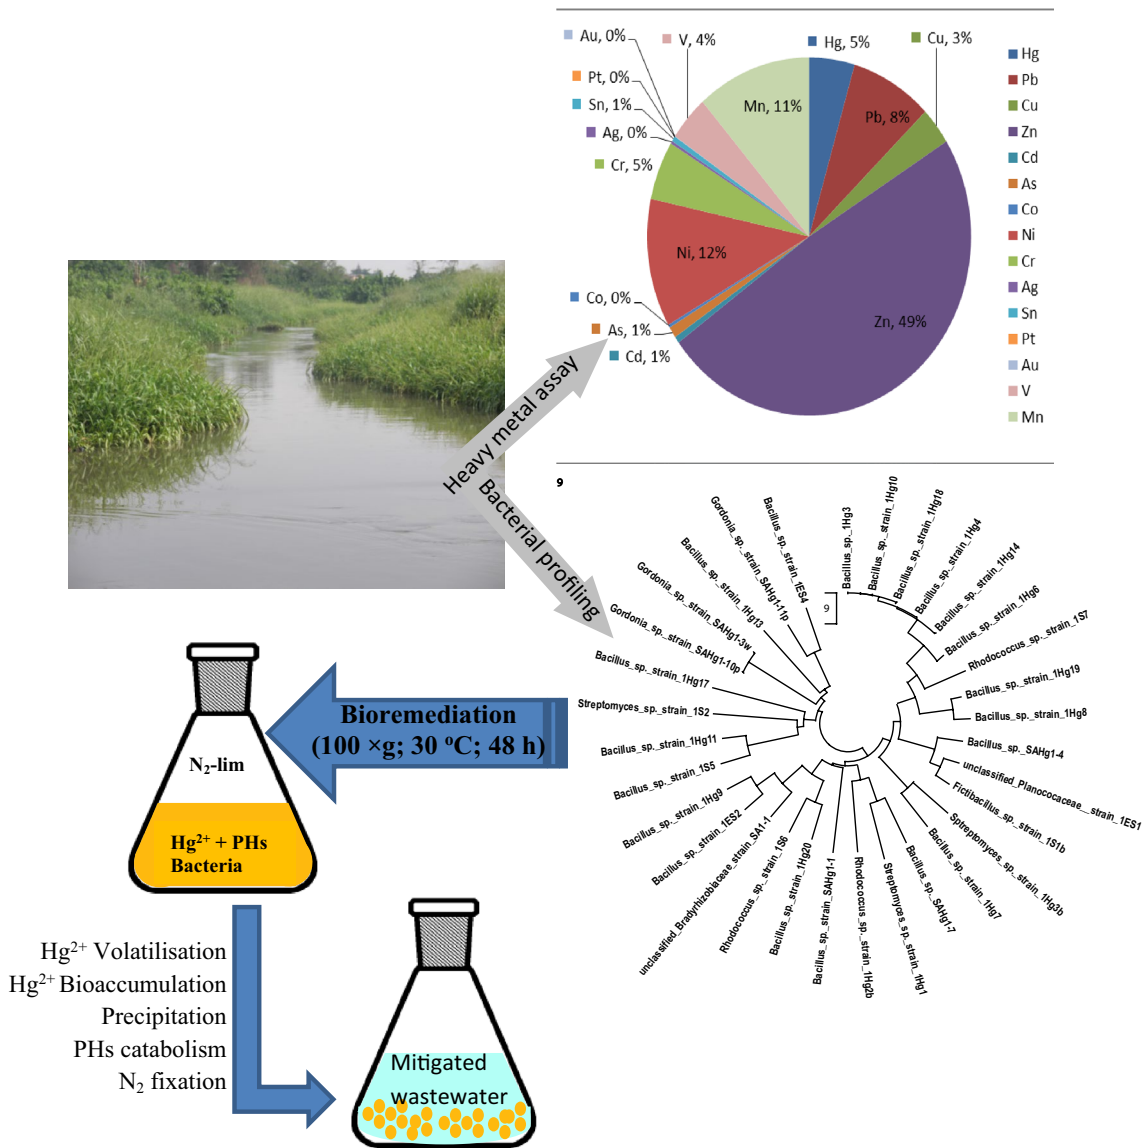 Au, 0%
V, 4%
Hg, 5%
Cu, 3%
Pt, 0%
Sn, 1%
Ag, 0%
Cr, 5%
Mn, 11%
Pb, 8%
Ni, 12%
Zn, 49%
Co, 0%
As, 1%
Cd, 1%
Hg
Pb
Cu
Zn
Cd
As
Co
Ni
Cr
Ag
Sn
Pt
Au
V
Mn
Heavy metal assay
Bacterial profiling
9
9
Bacillus_sp._1Hg3
Bacillus_sp._strain_1Hg10
Bacillus_sp._strain_1Hg18
Bacillus_sp._strain_1Hg4
Bacillus_sp._strain_1Hg14
Bacillus_sp._strain_1Hg6
Rhodococcus_sp._strain_1S7
Bacillus_sp._strain_1Hg19
Bacillus_sp._strain_1Hg8
Bacillus_sp._SAHg1-4
unclassified_Planococaceae__strain_1ES1
Fictibacillus_sp._strain_1S1b
Sptreptomyces_sp._strain_1Hg3b
Bacillus_sp._strain_1Hg7
Bacillus_sp._SAHg1-7
Streptomyces_sp._strain_1Hg1
Rhodococcus_sp._strain_1Hg2b
Bacillus_sp._strain_SAHg1-1
Bacillus_sp._strain_1Hg20
Rhodococcus_sp._strain_1S6
unclassified_Bradyrhizobiaceae_strain_SA1-1
Bacillus_sp._strain_1ES2
Bacillus_sp._strain_1Hg9
Bacillus_sp._strain_1S5
Bacillus_sp._strain_1Hg11
Streptomyces_sp._strain_1S2
Bacillus_sp._strain_1Hg17
Gordonia_sp._strain_SAHg1-10p
Gordonia_sp._strain_SAHg1-3w
Bacillus_sp._strain_1Hg13
Gordonia_sp._strain_SAHg1-11p
Bacillus_sp._strain_1ES4
Bioremediation
(100 ×g; 30 ºC; 48 h)
N₂-lim
Hg²⁺ + PHs
Bacteria
Hg²⁺ Volatilisation
Hg²⁺ Bioaccumulation
Precipitation
PHs catabolism
N₂ fixation
Mitigated
wastewater